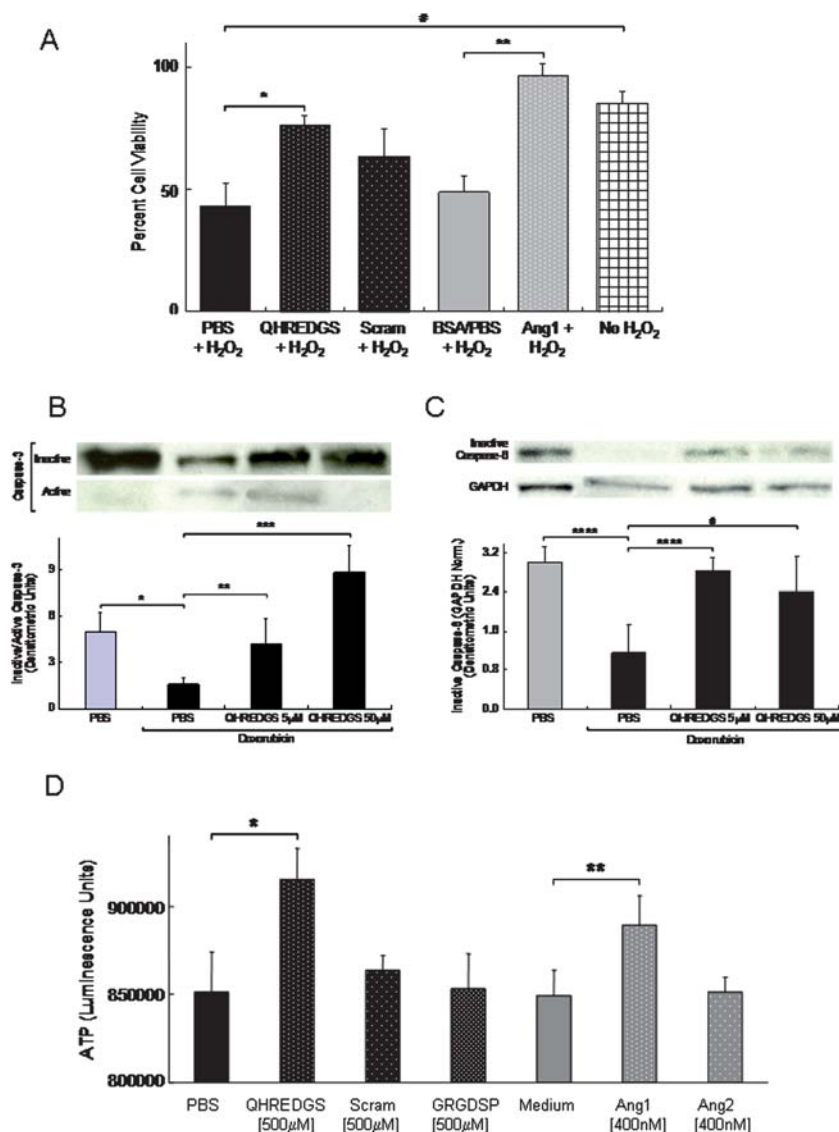 A
#
*
**
Percent Cell Viability
100
50
0
PBS + H₂O₂
QHREDGS + H₂O₂
Scram + H₂O₂
BSA/PBS + H₂O₂
Ang1 + H₂O₂
No H₂O₂
B
Caspase-3
Inactive
Active
Inactive/Active Caspase-3
(Densitometric Units)
9
6
3
0
*
**
***
PBS
PBS
QHREDGS 5µM
QHREDGS 50µM
Doxorubicin
C
Inactive
Caspase-8
GAPDH
Inactive Caspase-8 (GAPDH Norm.)
(Densitometric Units)
3.2
2.4
1.6
0.8
0.0
****
****
#
PBS
PBS
QHREDGS 5µM
QHREDGS 50µM
Doxorubicin
D
*
**
ATP (Luminescence Units)
900000
850000
800000
PBS
QHREDGS [500µM]
Scram [500µM]
GRGDSP [500µM]
Medium
Ang1 [400nM]
Ang2 [400nM]